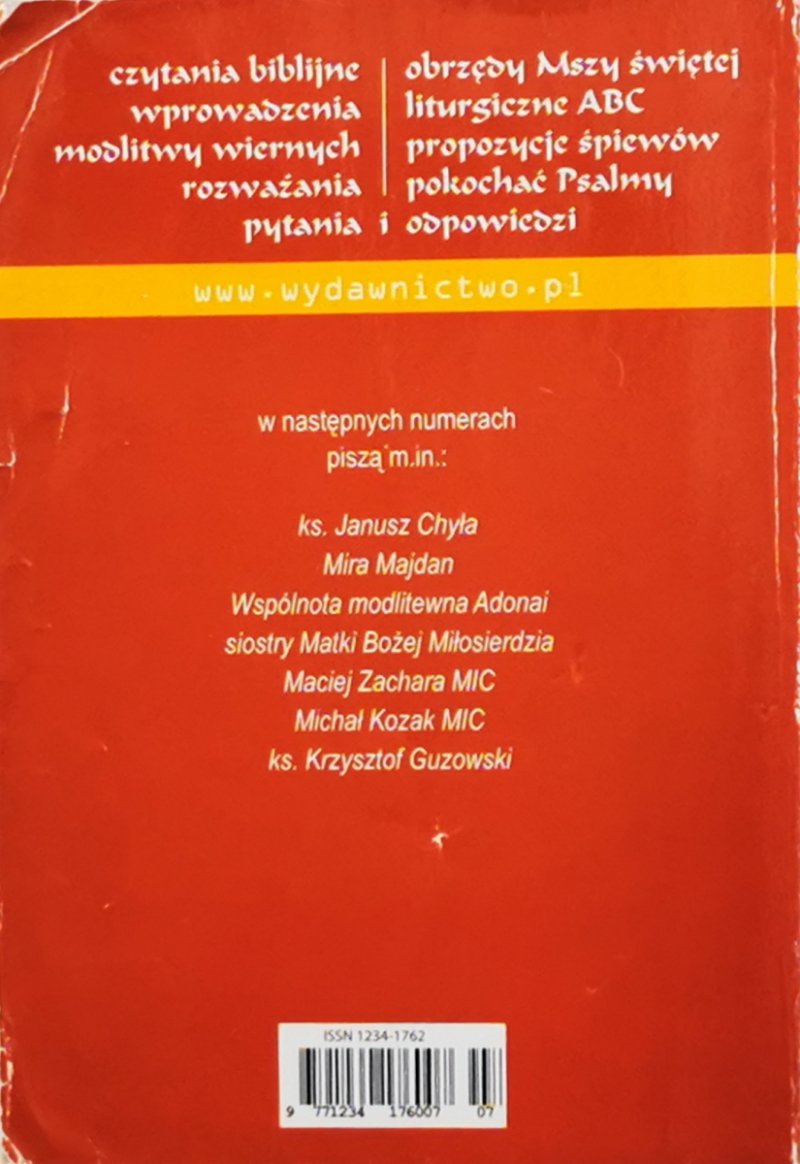 czytania biblijne
wprowadzenia
modlitwy wiernych
rozważania
obrzędy Mszy świętej
liturgiczne ABC
propozycje śpiewów
pokochać Psalmy
pytania i odpowiedzi
www.wydawnictwo.pl
w następnych numerach
piszą m.in.:
ks. Janusz Chyła
Mira Majdan
Wspólnota modlitewna Adonai
siostry Matki Bożej Miłosierdzia
Maciej Zachara MIC
Michał Kozak MIC
ks. Krzysztof Guzowski
ISSN 1234-1762
9 771234 176007 07